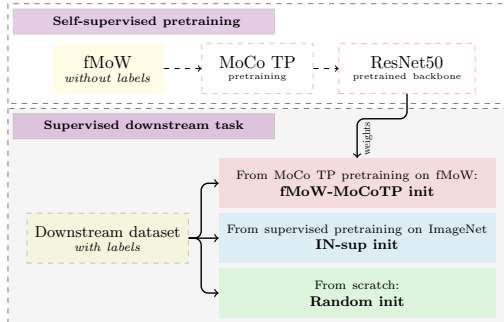 Self-supervised pretraining
fMoW
without labels
MoCo TP
pretraining
ResNet50
pretrained backbone
Supervised downstream task
weights
Downstream dataset
with labels
From MoCo TP pretraining on fMoW:
fMoW-MoCoTP init
From supervised pretraining on ImageNet
IN-sup init
From scratch:
Random init